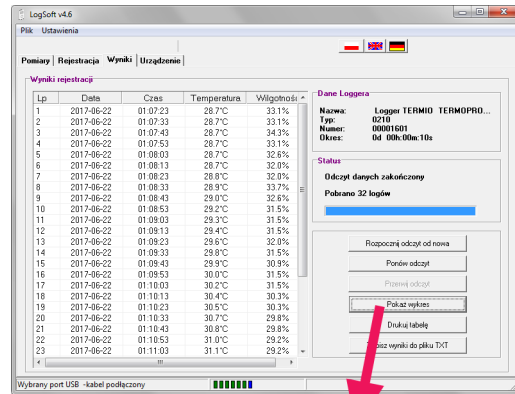 LogSoft v4.6
Plik Ustawienia
Pomiary Rejestracja Wyniki Urządzenie
Wyniki rejestracji
Lp Data Czas Temperatura Wilgotność
1 2017-06-22 01:07:23 28.7°C 33.1%
2 2017-06-22 01:07:33 28.7°C 33.1%
3 2017-06-22 01:07:43 28.7°C 34.3%
4 2017-06-22 01:07:53 28.7°C 33.1%
5 2017-06-22 01:08:03 28.7°C 32.6%
6 2017-06-22 01:08:13 28.7°C 32.0%
7 2017-06-22 01:08:23 28.8°C 32.0%
8 2017-06-22 01:08:33 28.9°C 33.7%
9 2017-06-22 01:08:43 29.0°C 32.6%
10 2017-06-22 01:08:53 29.2°C 31.5%
11 2017-06-22 01:09:03 29.3°C 31.5%
12 2017-06-22 01:09:13 29.4°C 31.5%
13 2017-06-22 01:09:23 29.6°C 32.0%
14 2017-06-22 01:09:33 29.8°C 31.5%
15 2017-06-22 01:09:43 29.9°C 30.9%
16 2017-06-22 01:09:53 30.0°C 31.5%
17 2017-06-22 01:10:03 30.2°C 31.5%
18 2017-06-22 01:10:13 30.4°C 30.3%
19 2017-06-22 01:10:23 30.5°C 30.3%
20 2017-06-22 01:10:33 30.7°C 29.8%
21 2017-06-22 01:10:43 30.8°C 29.8%
22 2017-06-22 01:10:53 31.0°C 29.2%
23 2017-06-22 01:11:03 31.1°C 29.2%
Dane Loggera
Nazwa: Logger TERMIO TERMOPRO...
Typ: 0210
Numer: 00001601
Okres: 0d 00h:00m:10s
Status
Odczyt danych zakończony
Pobrano 32 logów
Rozpocznij odczyt od nowa
Ponów odczyt
Przerwij odczyt
Pokaż wykres
Drukuj tabelę
wyniki do pliku TXT
Wybrany port USB -kabel podłączony